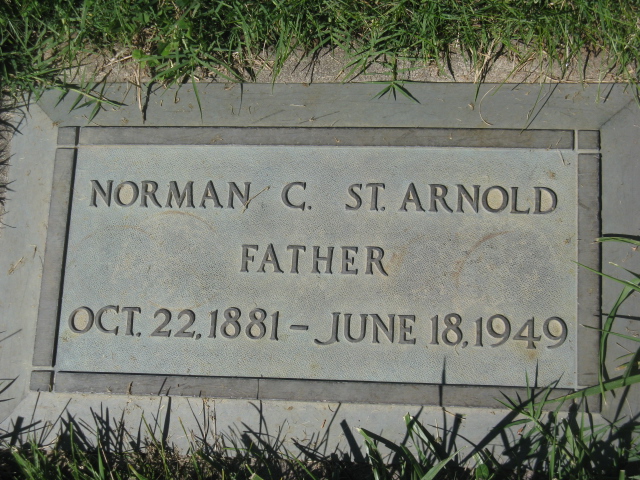 NORMAN C. ST. ARNOLD
FATHER
OCT. 22, 1881 – JUNE 18, 1949